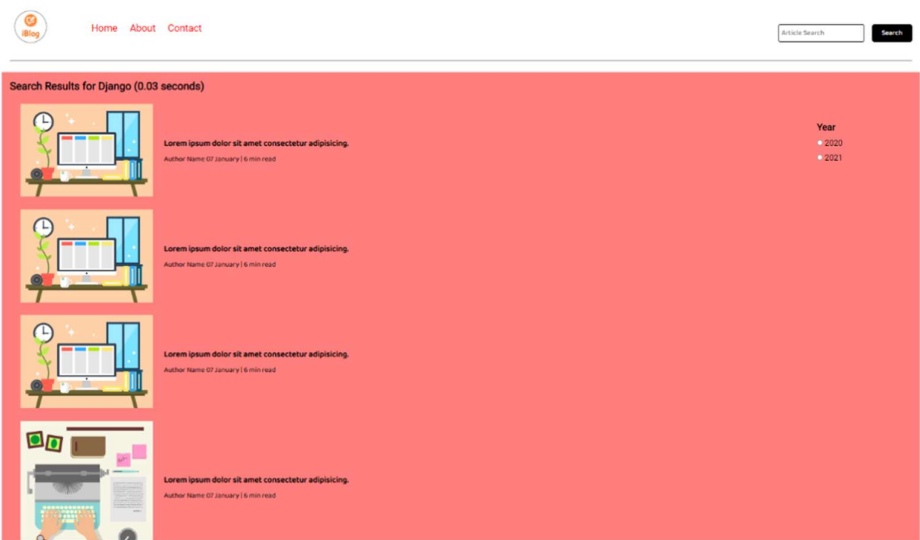 iBlog
Home About Contact
Article Search
Search
Search Results for Django (0.03 seconds)
Lorem ipsum dolor sit amet consectetur adipisicing.
Author Name 07 January | 6 min read
Year
2020
2021
Lorem ipsum dolor sit amet consectetur adipisicing.
Author Name 07 January | 6 min read
Lorem ipsum dolor sit amet consectetur adipisicing.
Author Name 07 January | 6 min read
Lorem ipsum dolor sit amet consectetur adipisicing.
Author Name 07 January | 6 min read